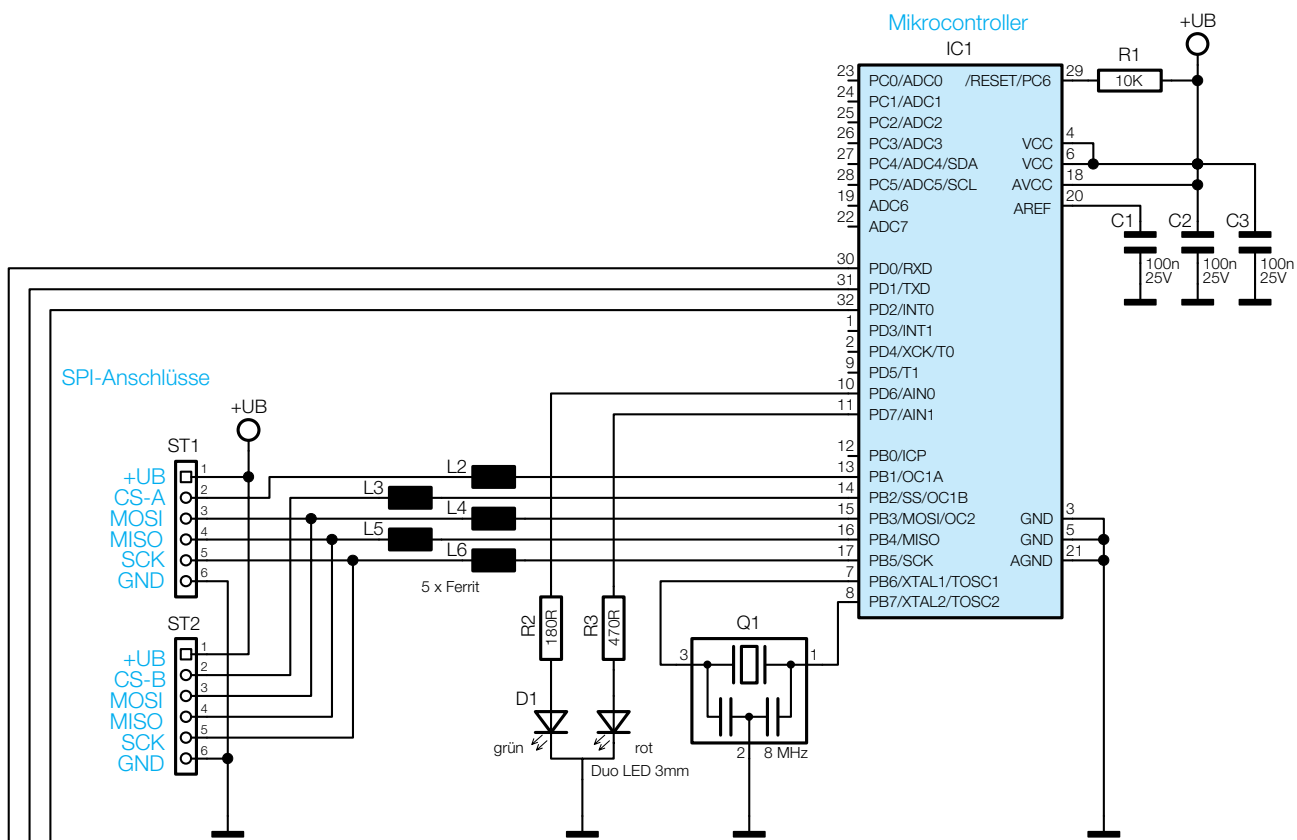 Mikrocontroller
IC1
+UB
R1
10K
23 PC0/ADC0
24 PC1/ADC1
25 PC2/ADC2
26 PC3/ADC3
27 PC4/ADC4/SDA
28 PC5/ADC5/SCL
19 ADC6
22 ADC7
30 PD0/RXD
31 PD1/TXD
32 PD2/INT0
1 PD3/INT1
2 PD4/XCK/T0
9 PD5/T1
10 PD6/AIN0
11 PD7/AIN1
12 PB0/ICP
13 PB1/OC1A
14 PB2/SS/OC1B
15 PB3/MOSI/OC2
16 PB4/MISO
17 PB5/SCK
7 PB6/XTAL1/TOSC1
8 PB7/XTAL2/TOSC2
/RESET/PC6 29
VCC 4
VCC 6
AVCC 18
AREF 20
GND 3
GND 5
AGND 21
C1
100n
25V
C2
100n
25V
C3
100n
25V
SPI-Anschlüsse
+UB
ST1
+UB 1
CS-A 2
MOSI 3
MISO 4
SCK 5
GND 6
ST2
+UB 1
CS-B 2
MOSI 3
MISO 4
SCK 5
GND 6
L2
L3
L4
L5
L6
5 x Ferrit
R2
180R
R3
470R
D1
grün
rot
Duo LED 3mm
Q1
3
1
2
8 MHz